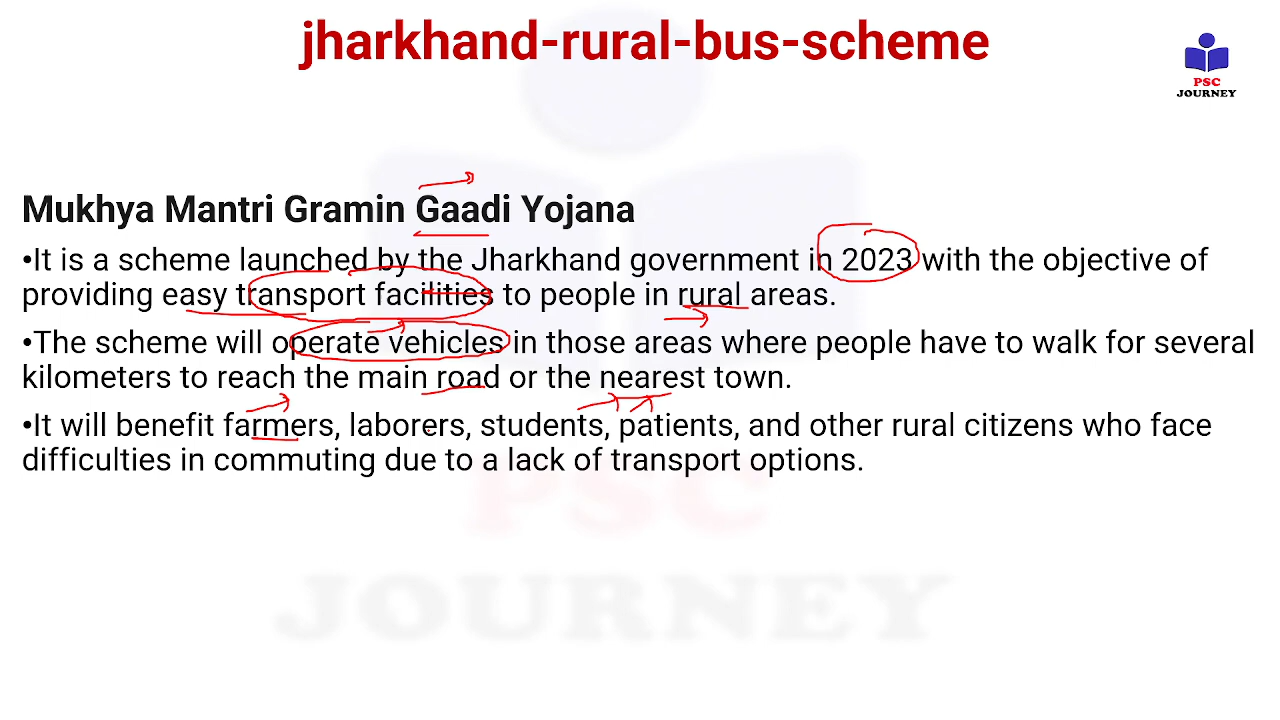 jharkhand-rural-bus-scheme
PSC
JOURNEY
Mukhya Mantri Gramin Gaadi Yojana
•It is a scheme launched by the Jharkhand government in 2023 with the objective of
providing easy transport facilities to people in rural areas.
•The scheme will operate vehicles in those areas where people have to walk for several
kilometers to reach the main road or the nearest town.
•It will benefit farmers, laborers, students, patients, and other rural citizens who face
difficulties in commuting due to a lack of transport options.
PSC
JOURNEY